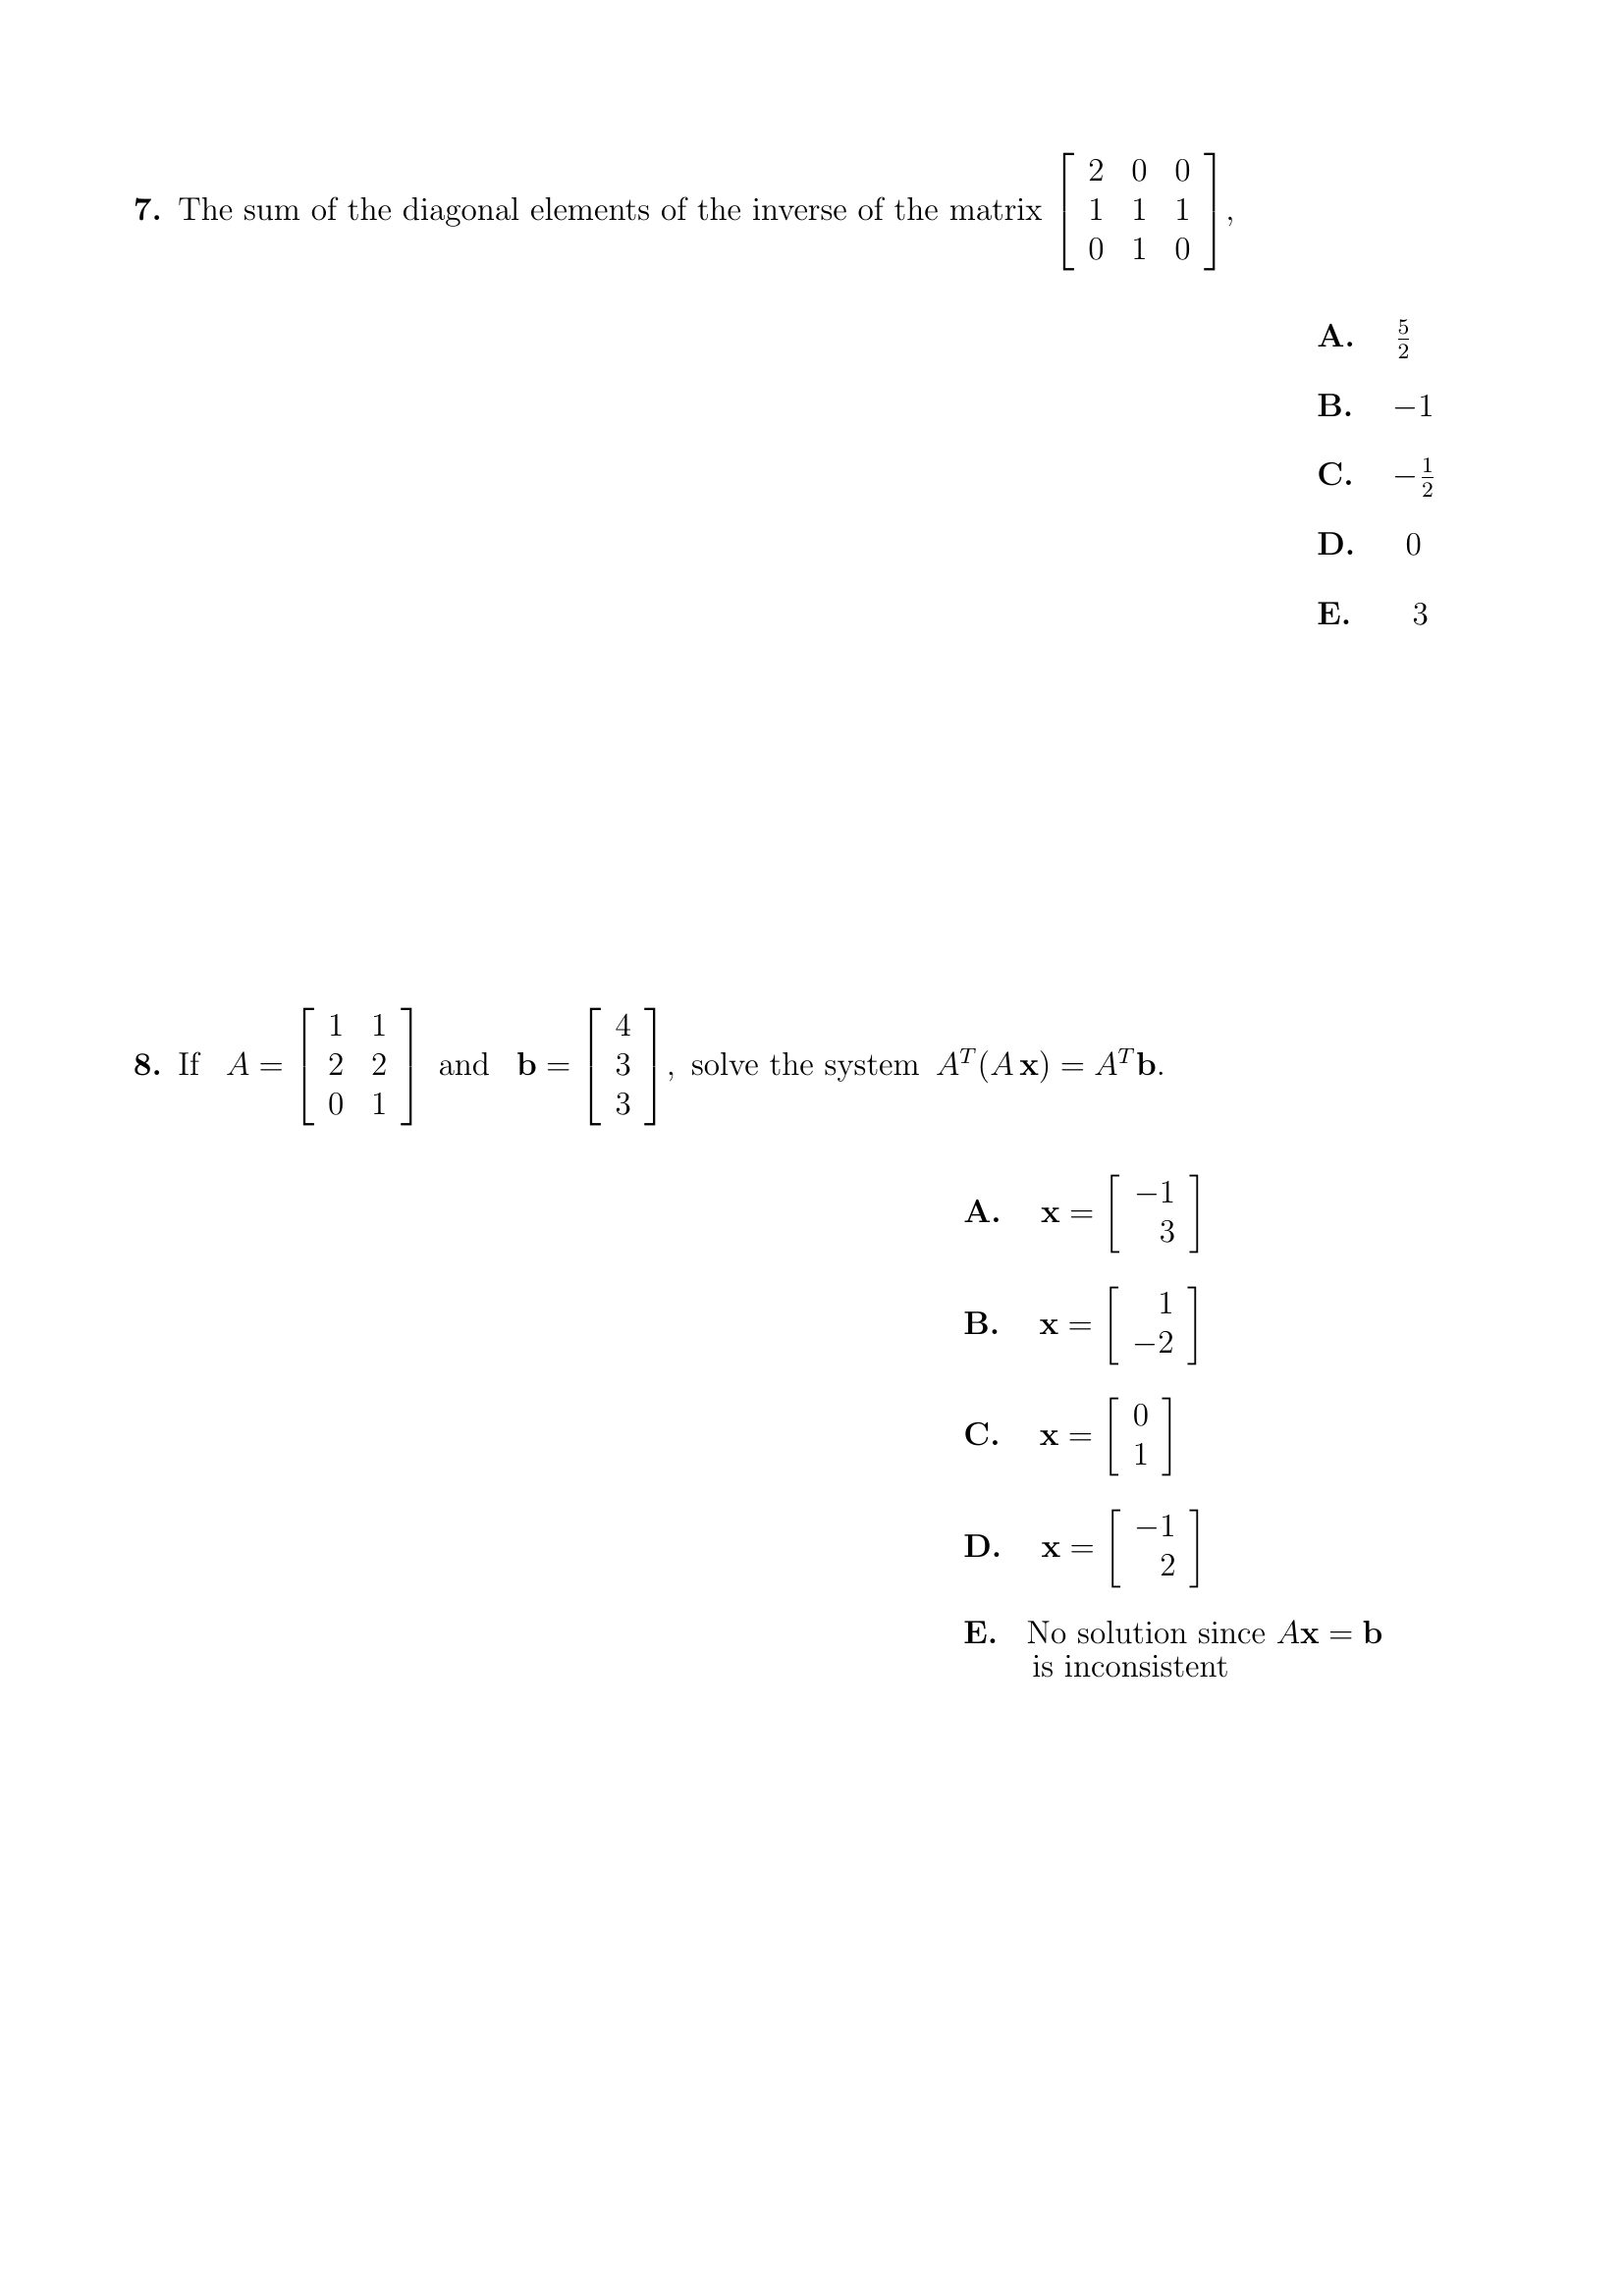 7. The sum of the diagonal elements of the inverse of the matrix $\begin{bmatrix} 2 & 0 & 0 \\ 1 & 1 & 1 \\ 0 & 1 & 0 \end{bmatrix}$,
A. $\frac{5}{2}$
B. $-1$
C. $-\frac{1}{2}$
D. 0
E. 3
8. If $A = \begin{bmatrix} 1 & 1 \\ 2 & 2 \\ 0 & 1 \end{bmatrix}$ and $\mathbf{b} = \begin{bmatrix} 4 \\ 3 \\ 3 \end{bmatrix}$, solve the system $A^T(A\,\mathbf{x}) = A^T\mathbf{b}$.
A. $\mathbf{x} = \begin{bmatrix} -1 \\ 3 \end{bmatrix}$
B. $\mathbf{x} = \begin{bmatrix} 1 \\ -2 \end{bmatrix}$
C. $\mathbf{x} = \begin{bmatrix} 0 \\ 1 \end{bmatrix}$
D. $\mathbf{x} = \begin{bmatrix} -1 \\ 2 \end{bmatrix}$
E. No solution since $A\mathbf{x} = \mathbf{b}$
is inconsistent